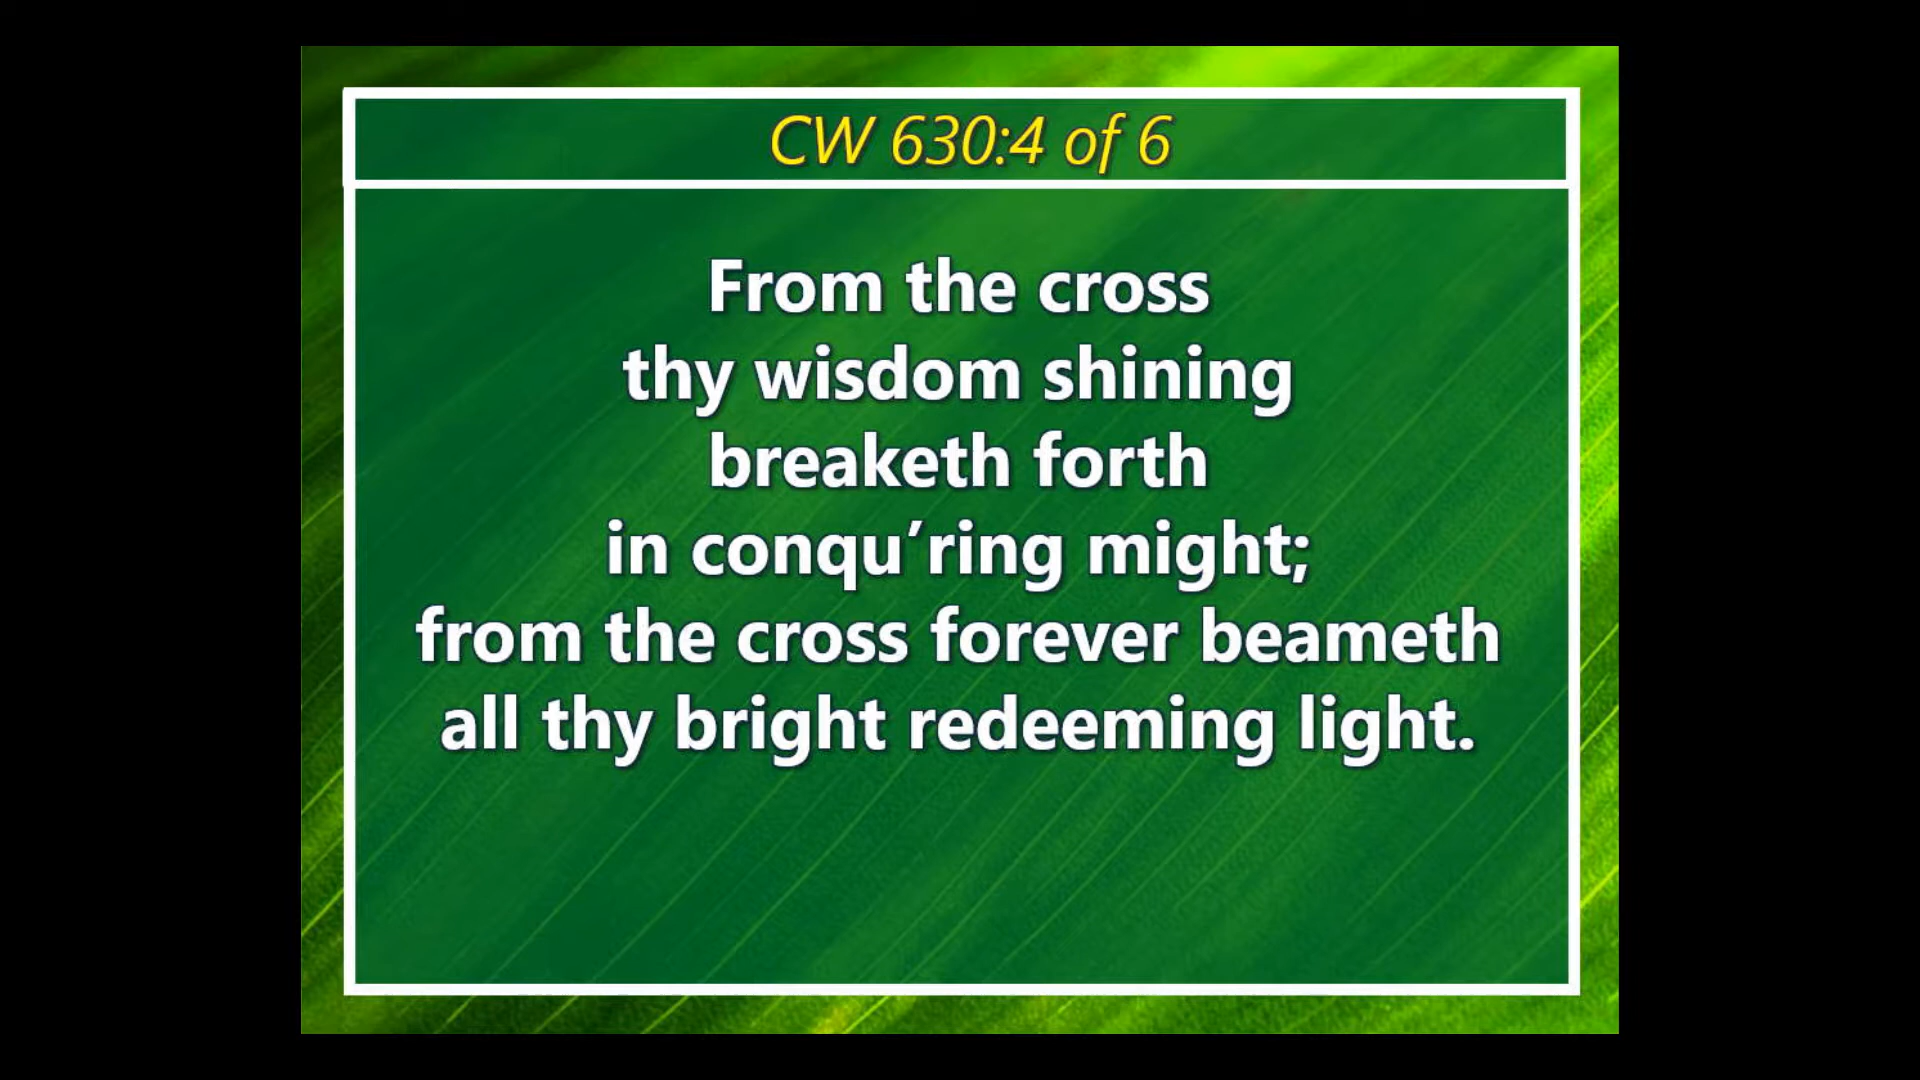 CW 630:4 of 6
From the cross
thy wisdom shining
breaketh forth
in conqu’ring might;
from the cross forever beameth
all thy bright redeeming light.